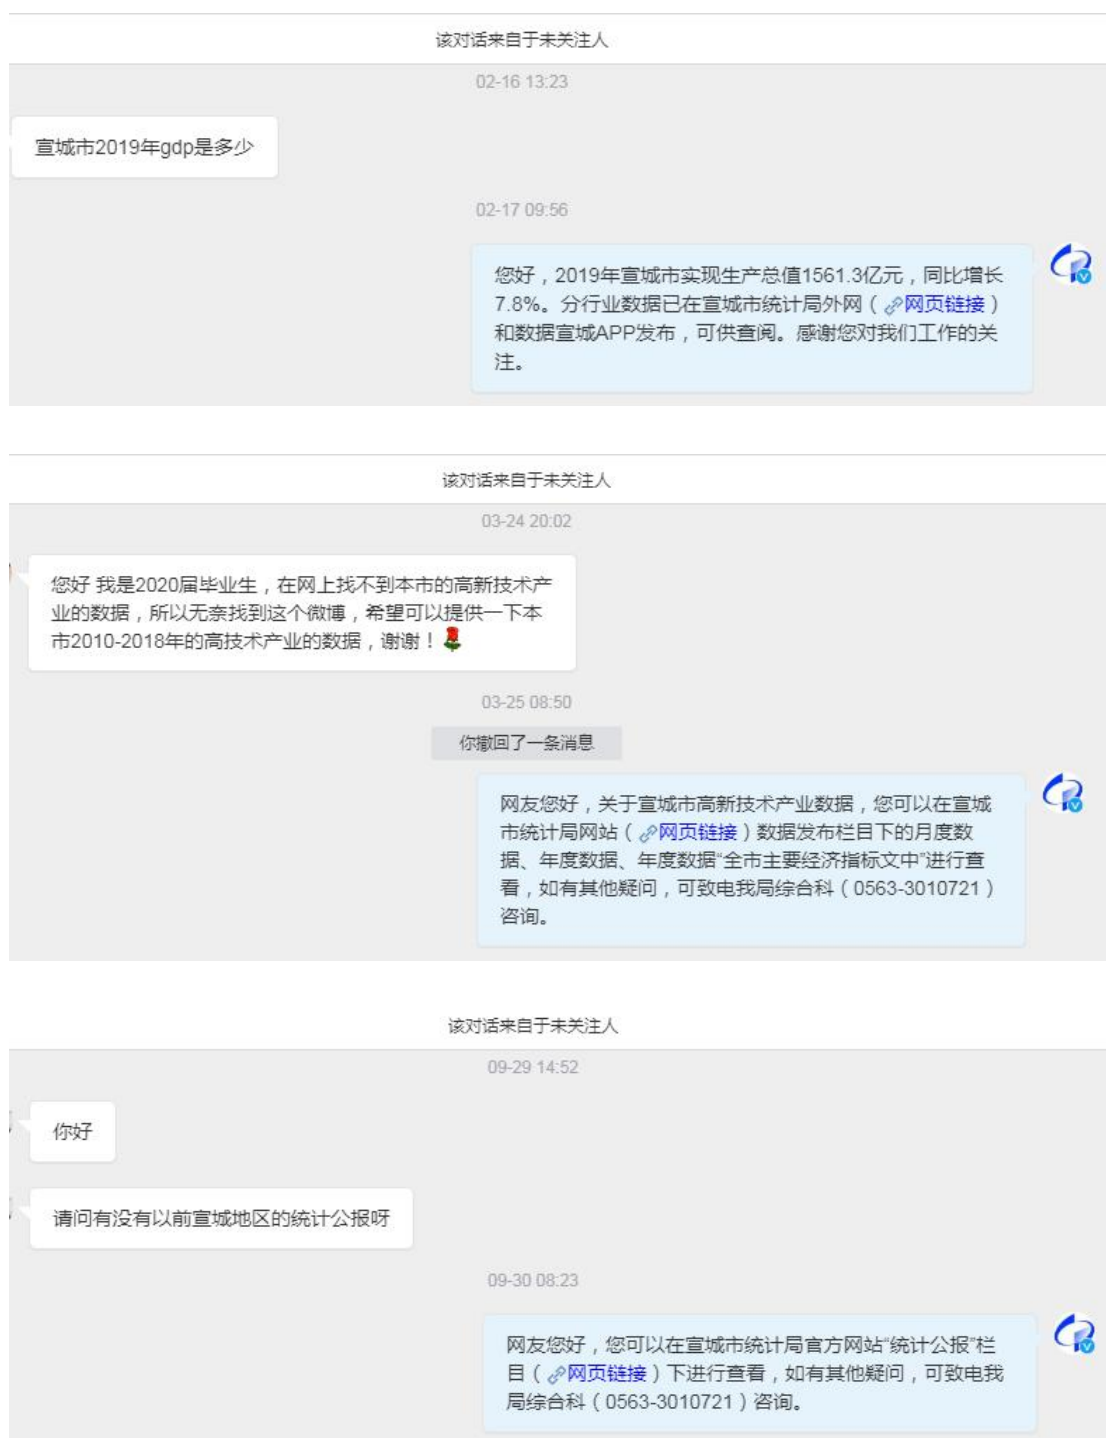 该对话来自于未关注人
02-16 13:23
宣城市2019年gdp是多少
02-17 09:56
您好，2019年宣城市实现生产总值1561.3亿元，同比增长
7.8%。分行业数据已在宣城市统计局外网（网页链接）
和数据宣城APP发布，可供查阅。感谢您对我们工作的关
注。
该对话来自于未关注人
03-24 20:02
您好 我是2020届毕业生，在网上找不到本市的高新技术产
业的数据，所以无奈找到这个微博，希望可以提供一下本
市2010-2018年的高技术产业的数据，谢谢！
03-25 08:50
你撤回了一条消息
网友您好，关于宣城市高新技术产业数据，您可以在宣城
市统计局网站（网页链接）数据发布栏目下的月度数
据、年度数据、年度数据“全市主要经济指标文中”进行查
看，如有其他疑问，可致电我局综合科（0563-3010721）
咨询。
该对话来自于未关注人
09-29 14:52
你好
请问有没有以前宣城地区的统计公报呀
09-30 08:23
网友您好，您可以在宣城市统计局官方网站“统计公报”栏
目（网页链接）下进行查看，如有其他疑问，可致电我
局综合科（0563-3010721）咨询。